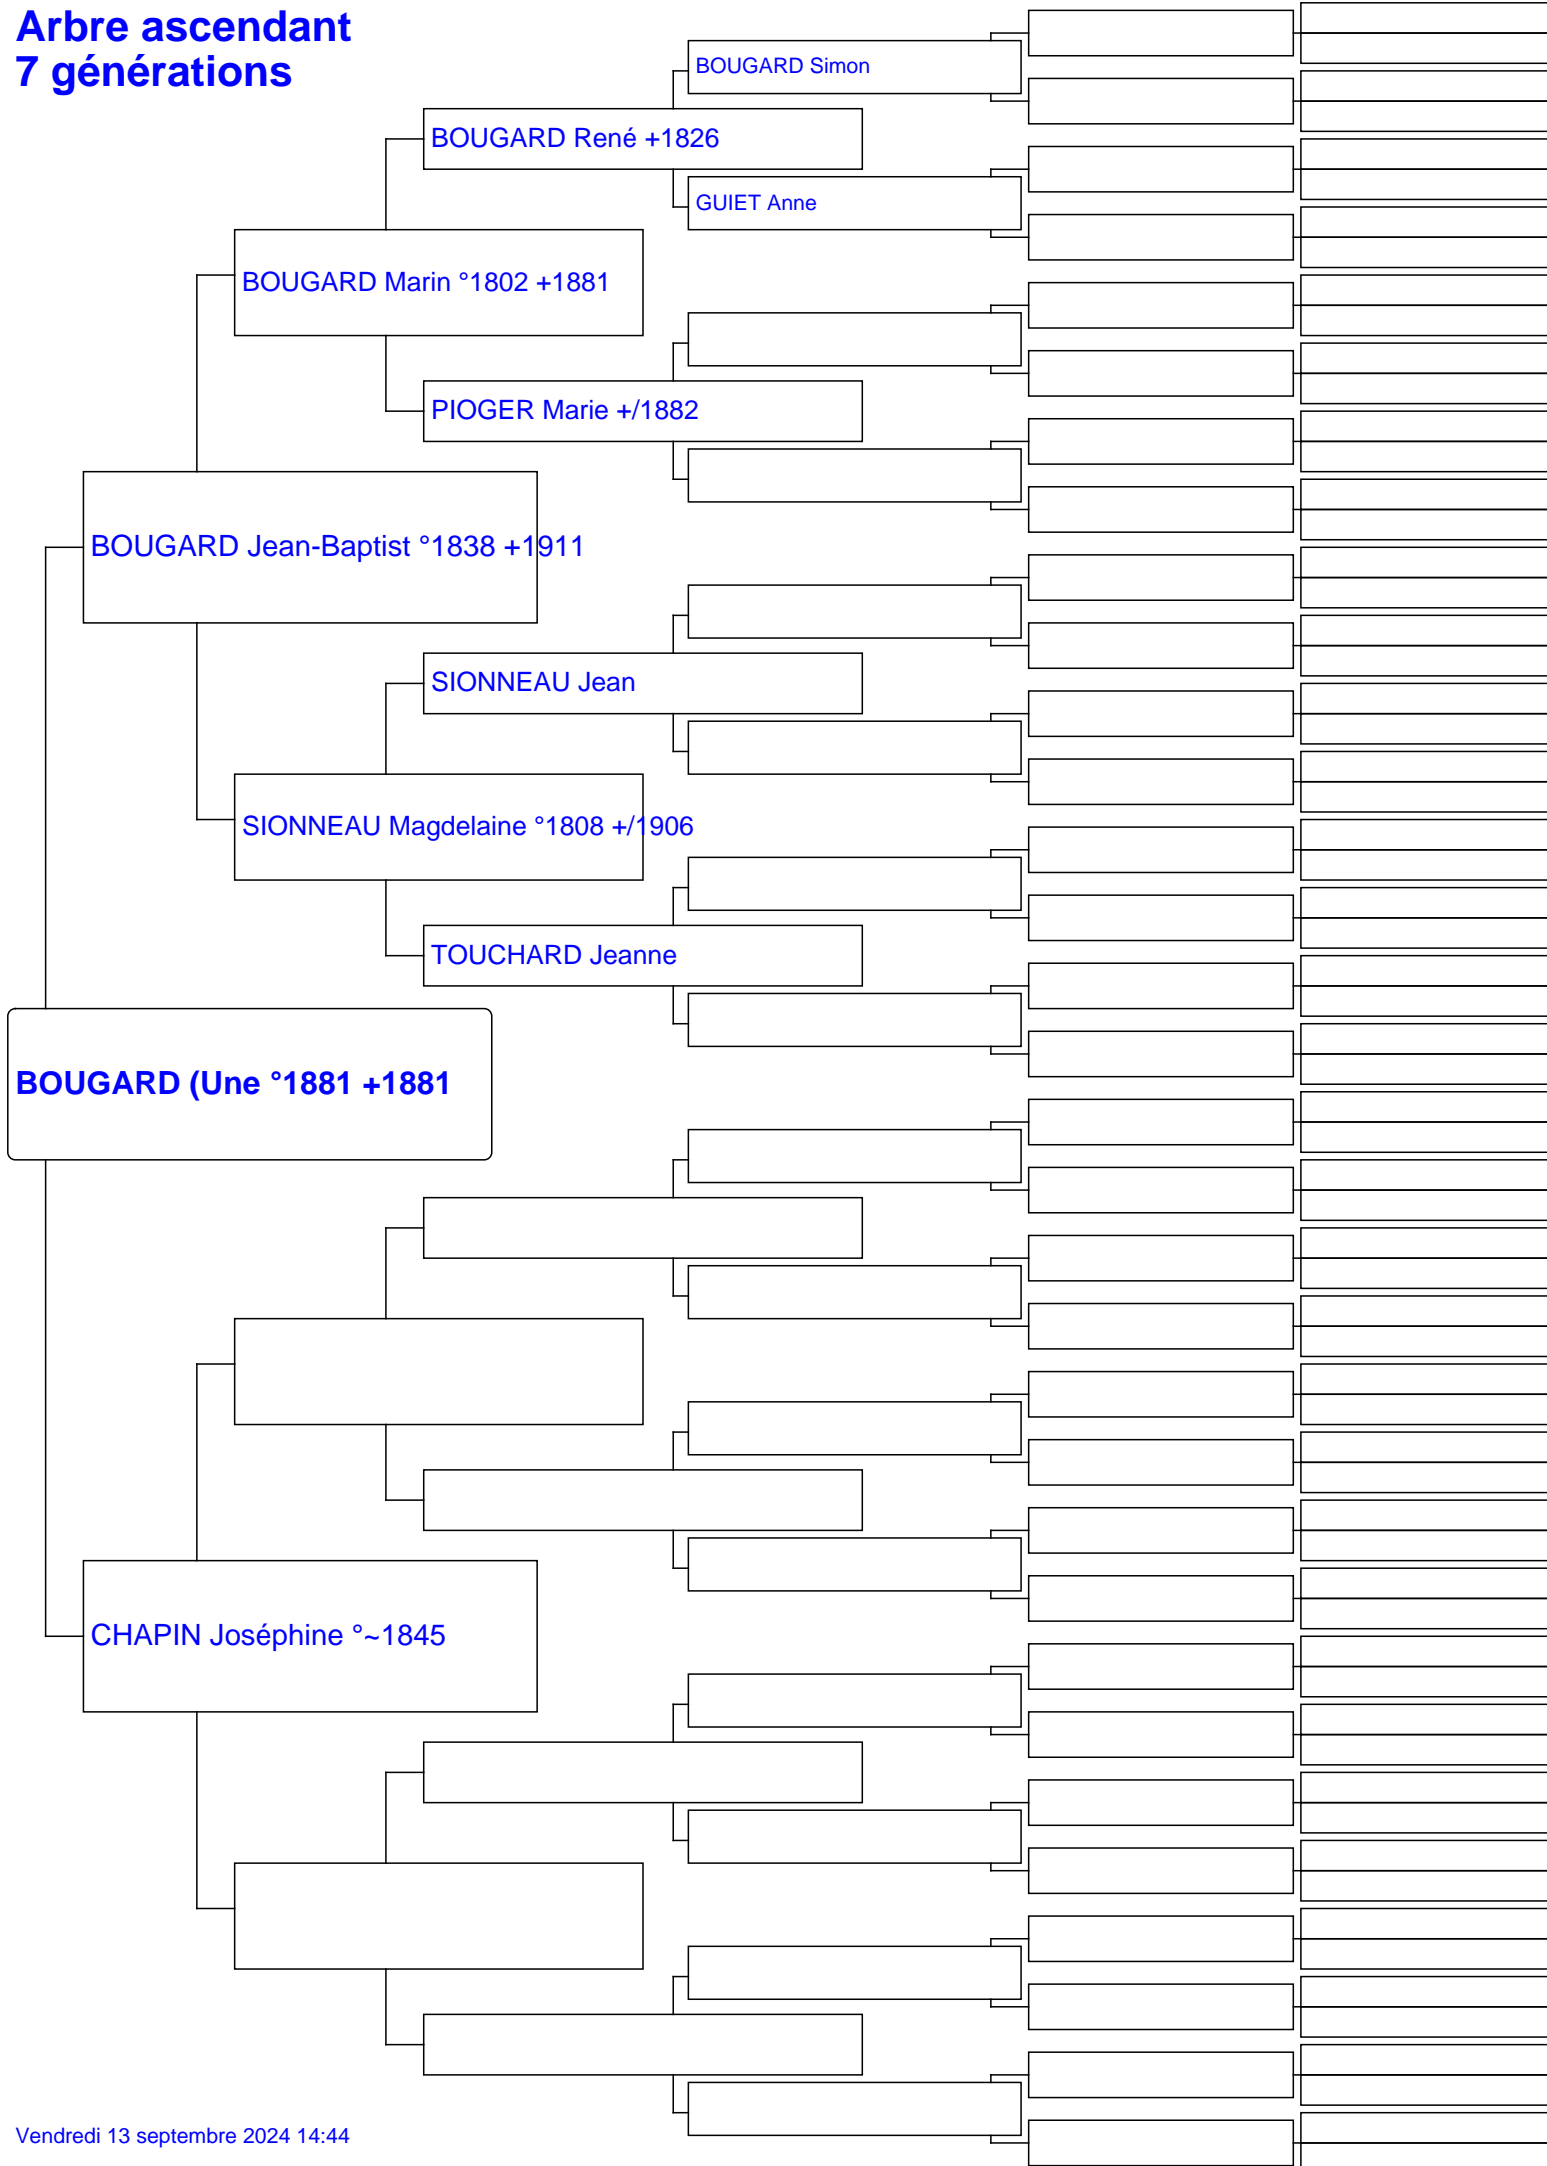 Arbre ascendant
7 générations
BOUGARD Simon
BOUGARD René +1826
GUIET Anne
BOUGARD Marin °1802 +1881
PIOGER Marie +/1882
BOUGARD Jean-Baptist °1838 +1911
SIONNEAU Jean
SIONNEAU Magdelaine °1808 +/1906
TOUCHARD Jeanne
BOUGARD (Une °1881 +1881
CHAPIN Joséphine °~1845
Vendredi 13 septembre 2024 14:44